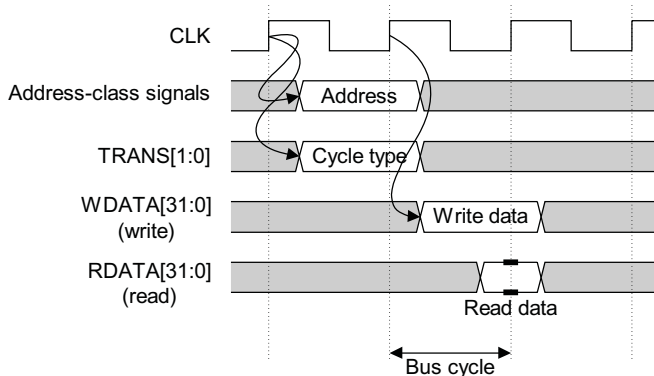 CLK
Address-class signals
Address
TRANS[1:0]
Cycle type
WDATA[31:0]
(write)
Write data
RDATA[31:0]
(read)
Read data
Bus cycle